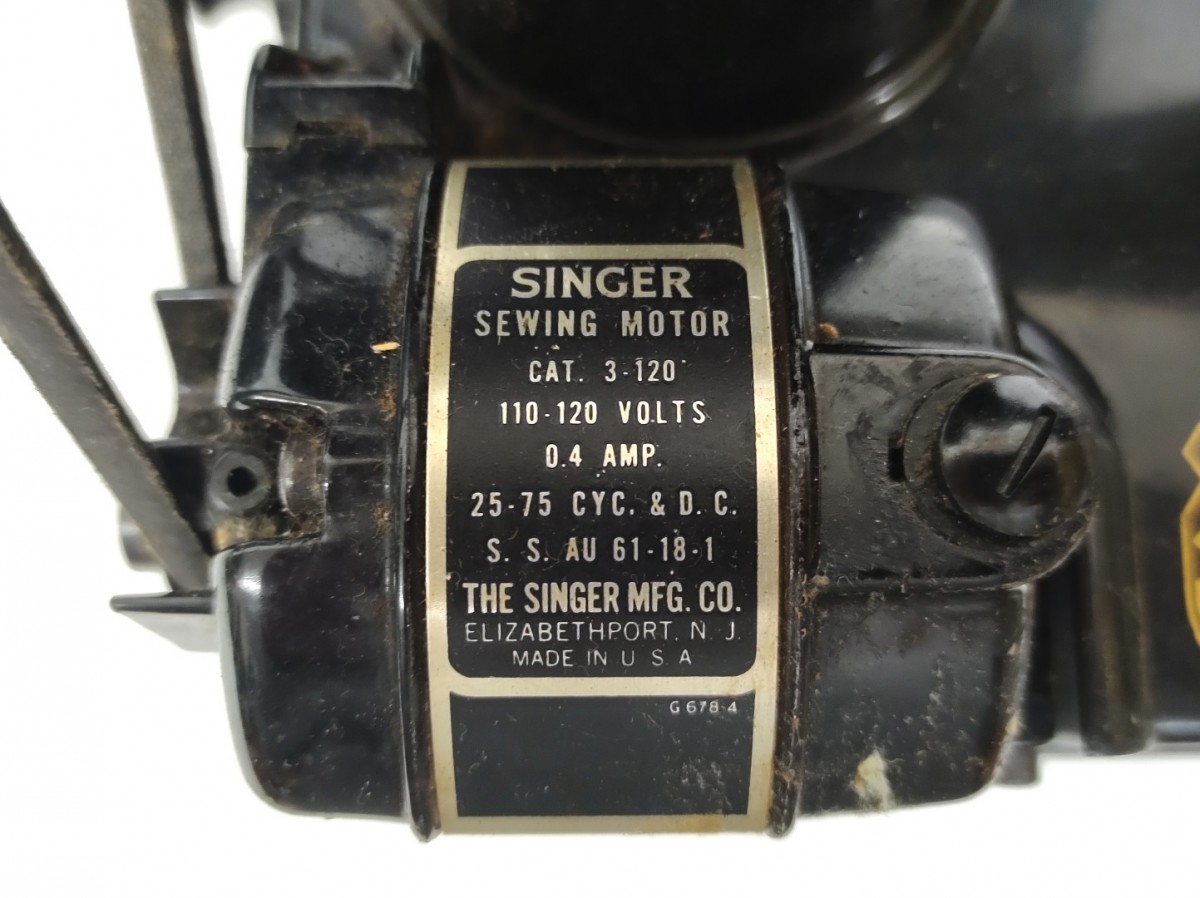 SINGER
SEWING MOTOR
CAT. 3-120
110-120 VOLTS
0.4 AMP.
25-75 CYC. & D. C.
S. S. AU 61-18-1
THE SINGER MFG. CO.
ELIZABETHPORT. N. J.
MADE IN U S A
G 678-4